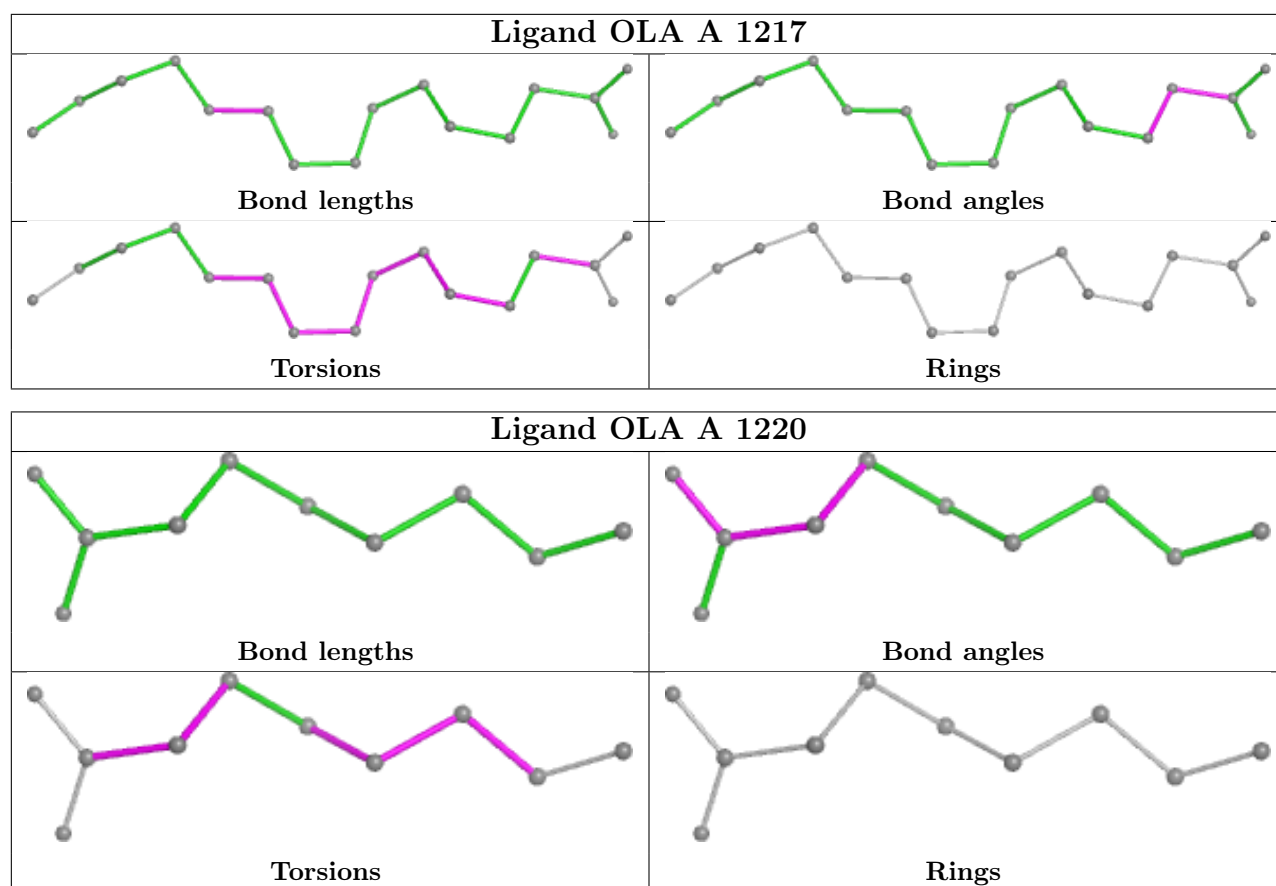 Ligand OLA A 1217
Bond lengths
Bond angles
Torsions
Rings
Ligand OLA A 1220
Bond lengths
Bond angles
Torsions
Rings